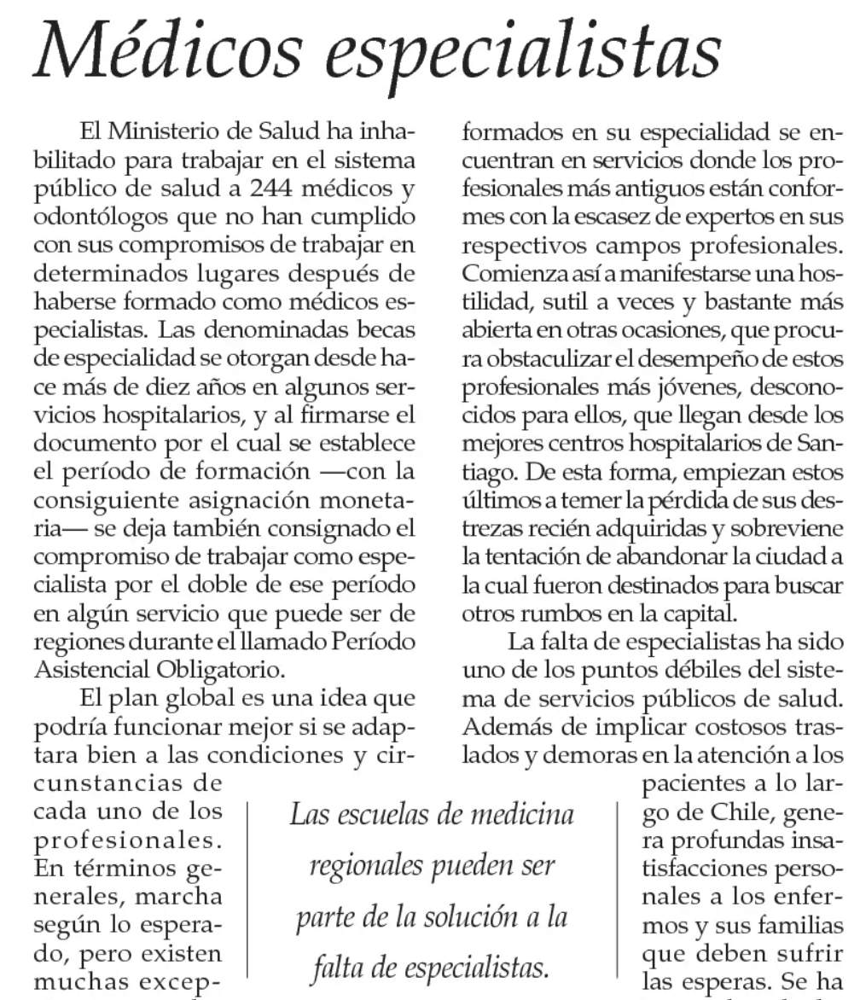 Médicos especialistas
El Ministerio de Salud ha inha-
bilitado para trabajar en el sistema
público de salud a 244 médicos y
odontólogos que no han cumplido
con sus compromisos de trabajar en
determinados lugares después de
haberse formado como médicos es-
pecialistas. Las denominadas becas
de especialidad se otorgan desde ha-
ce más de diez años en algunos ser-
vicios hospitalarios, y al firmarse el
documento por el cual se establece
el período de formación —con la
consiguiente asignación moneta-
ria— se deja también consignado el
compromiso de trabajar como espe-
cialista por el doble de ese período
en algún servicio que puede ser de
regiones durante el llamado Período
Asistencial Obligatorio.
El plan global es una idea que
podría funcionar mejor si se adap-
tara bien a las condiciones y cir-
cunstancias de
cada uno de los
profesionales.
En términos ge-
nerales, marcha
según lo espera-
do, pero existen
muchas excep-
Las escuelas de medicina
regionales pueden ser
parte de la solución a la
falta de especialistas.
formados en su especialidad se en-
cuentran en servicios donde los pro-
fesionales más antiguos están confor-
mes con la escasez de expertos en sus
respectivos campos profesionales.
Comienza así a manifestarse una hos-
tilidad, sutil a veces y bastante más
abierta en otras ocasiones, que procu-
ra obstaculizar el desempeño de estos
profesionales más jóvenes, descono-
cidos para ellos, que llegan desde los
mejores centros hospitalarios de San-
tiago. De esta forma, empiezan estos
últimos a temer la pérdida de sus des-
trezas recién adquiridas y sobreviene
la tentación de abandonar la ciudad a
la cual fueron destinados para buscar
otros rumbos en la capital.
La falta de especialistas ha sido
uno de los puntos débiles del siste-
ma de servicios públicos de salud.
Además de implicar costosos tras-
lados y demoras en la atención a los
pacientes a lo lar-
go de Chile, gene-
ra profundas insa-
tisfacciones perso-
nales a los enfer-
mos y sus familias
que deben sufrir
las esperas. Se ha